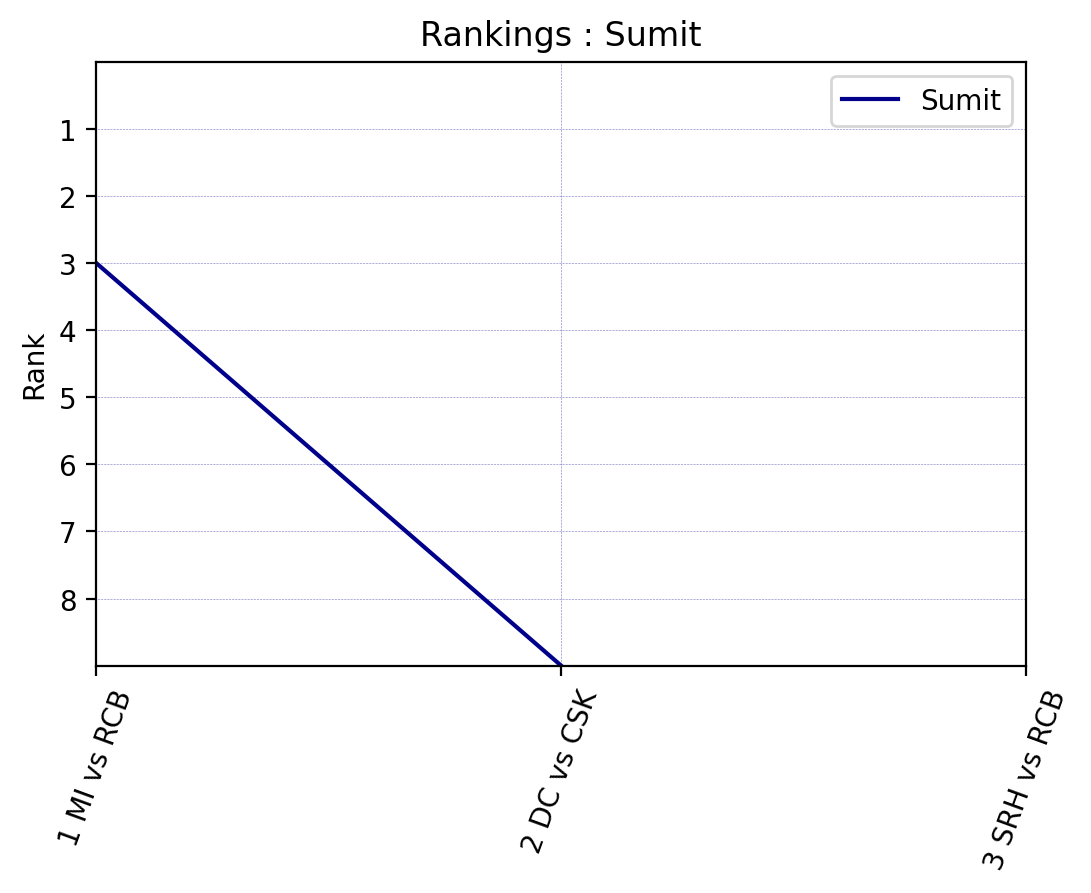 Rankings : Sumit
Sumit
Rank
1
2
3
4
5
6
7
8
1 MI vs RCB
2 DC vs CSK
3 SRH vs RCB